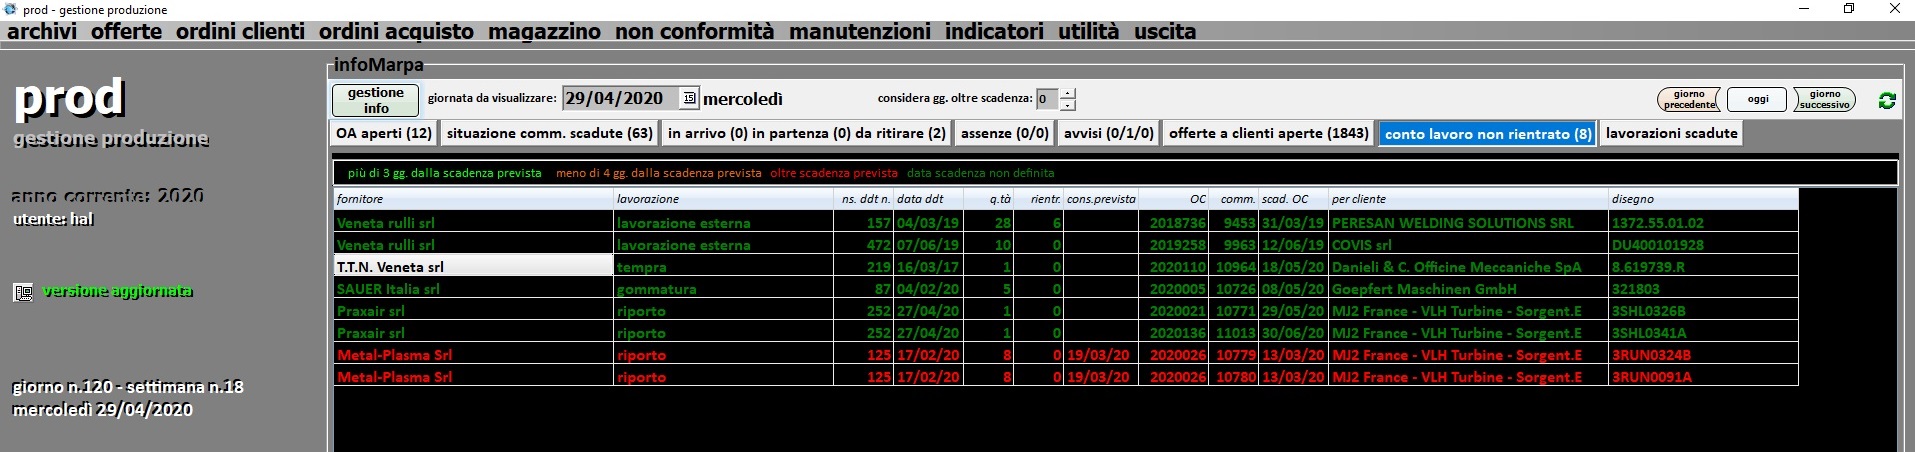 prod - gestione produzione
archivi offerte ordini clienti ordini acquisto magazzino non conformità manutenzioni indicatori utilità uscita
prod
gestione produzione
anno corrente: 2020
utente: hal
versione aggiornata
giorno n.120 - settimana n.18
mercoledì 29/04/2020
infoMarpa
gestione info giornata da visualizzare: 29/04/2020 15 mercoledì considera gg. oltre scadenza: 0 giorno precedente oggi giorno successivo
OA aperti (12) situazione comm. scadute (63) in arrivo (0) in partenza (0) da ritirare (2) assenze (0/0) avvisi (0/1/0) offerte a clienti aperte (1843) conto lavoro non rientrato (8) lavorazioni scadute
più di 3 gg. dalla scadenza prevista meno di 4 gg. dalla scadenza prevista oltre scadenza prevista data scadenza non definita
fornitore lavorazione ns. ddt n. data ddt q.tà rientr. cons.prevista OC comm. scad. OC per cliente disegno
Veneta rulli srl lavorazione esterna 157 04/03/19 28 6 2018736 9453 31/03/19 PERESAN WELDING SOLUTIONS SRL 1372.55.01.02
Veneta rulli srl lavorazione esterna 472 07/06/19 10 0 2019258 9963 12/06/19 COVIS srl DU400101928
T.T.N. Veneta srl tempra 219 16/03/17 1 0 2020110 10964 18/05/20 Danieli & C. Officine Meccaniche SpA 8.619739.R
SAUER Italia srl gommatura 87 04/02/20 5 0 2020005 10726 08/05/20 Goepfert Maschinen GmbH 321803
Praxair srl riporto 252 27/04/20 1 0 2020021 10771 29/05/20 MJ2 France - VLH Turbine - Sorgent.E 3SHL0326B
Praxair srl riporto 252 27/04/20 1 0 2020136 11013 30/06/20 MJ2 France - VLH Turbine - Sorgent.E 3SHL0341A
Metal-Plasma Srl riporto 125 17/02/20 8 0 19/03/20 2020026 10779 13/03/20 MJ2 France - VLH Turbine - Sorgent.E 3RUN0324B
Metal-Plasma Srl riporto 125 17/02/20 8 0 19/03/20 2020026 10780 13/03/20 MJ2 France - VLH Turbine - Sorgent.E 3RUN0091A